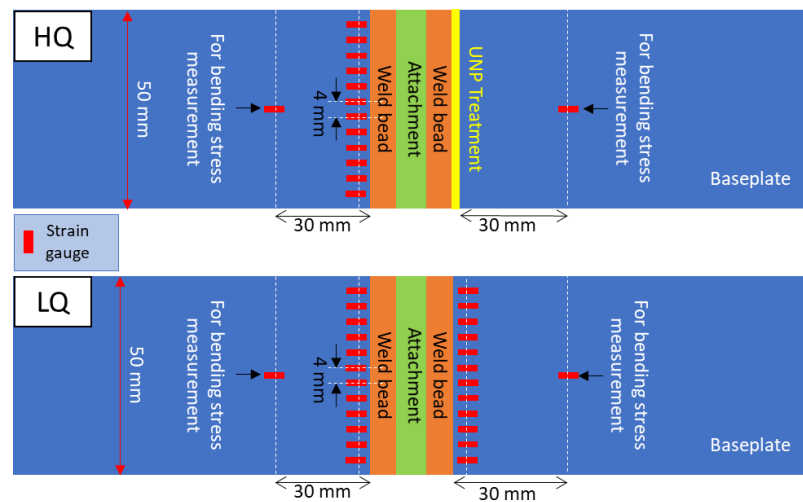 HQ
50 mm
For bending stress
measurement
4 mm
Weld bead
Attachment
Weld bead
UNP Treatment
For bending stress
measurement
Baseplate
30 mm
30 mm
Strain
gauge
LQ
50 mm
For bending stress
measurement
4 mm
Weld bead
Attachment
Weld bead
For bending stress
measurement
Baseplate
30 mm
30 mm